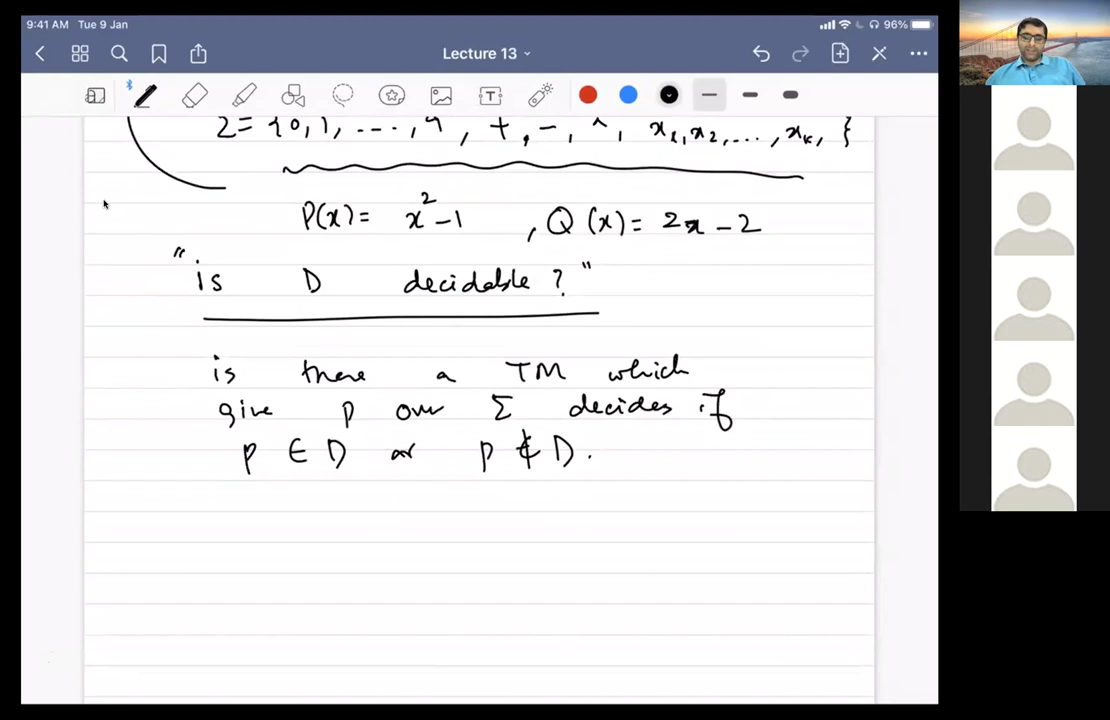 9:41 AM Tue 9 Jan
96%
Lecture 13
Σ = {0, 1, ...., 9, +, -, ^, x1, x2, ..., xk, }
P(x) = x² - 1 , Q(x) = 2x - 2
"is D decidable?"
is there a TM which
give p over Σ decides if
p ∈ D or p ∉ D.